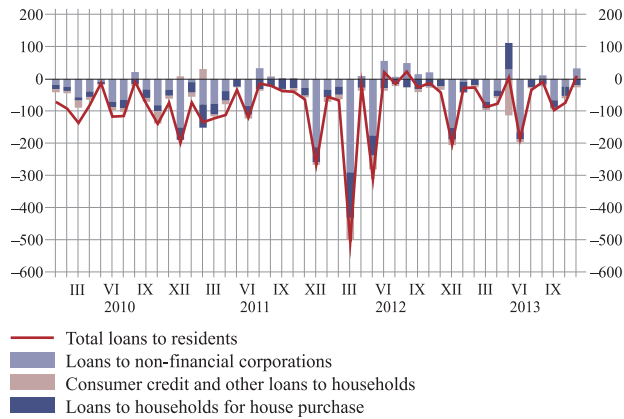 200 200
100 100
0 0
–100 –100
–200 –200
–300 –300
–400 –400
–500 –500
–600 –600
III VI IX XII III VI IX XII III VI IX XII III VI IX
2010 2011 2012 2013
Total loans to residents
Loans to non-financial corporations
Consumer credit and other loans to households
Loans to households for house purchase